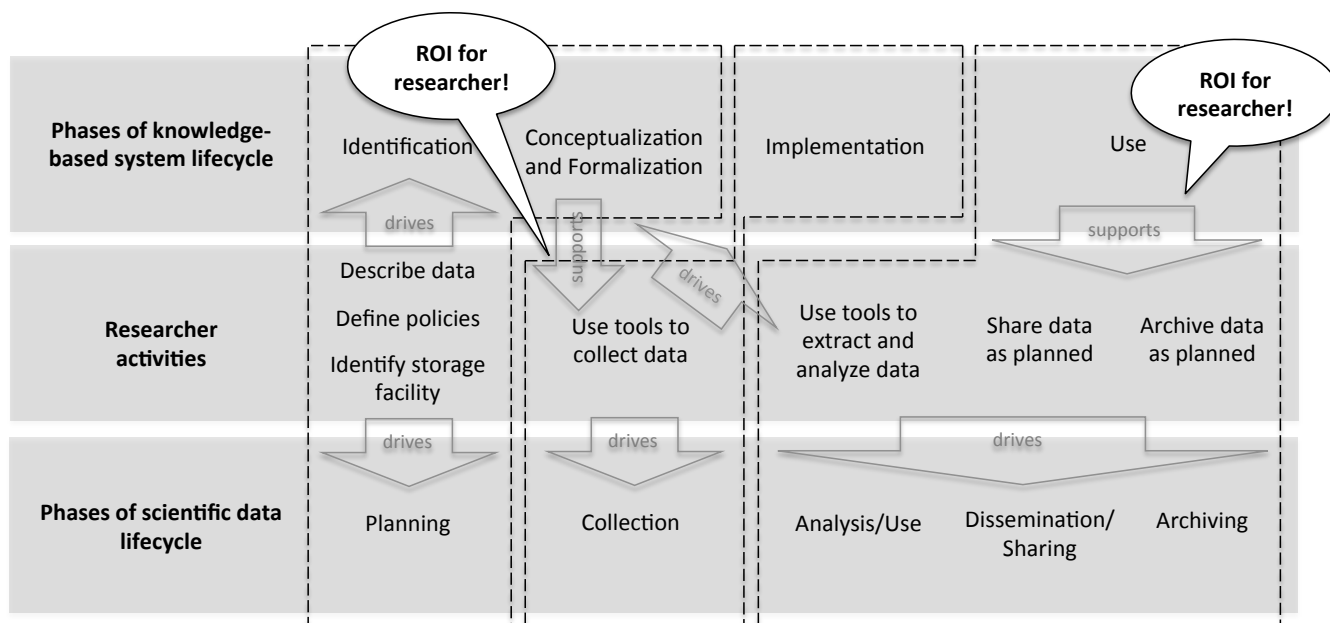 ROI for
researcher!
ROI for
researcher!
Phases of knowledge-
based system lifecycle
Identification
Conceptualization
and Formalization
Implementation
Use
drives
supports
drives
supports
Researcher
activities
Describe data
Define policies
Identify storage
facility
Use tools to
collect data
Use tools to
extract and
analyze data
Share data
as planned
Archive data
as planned
drives
drives
drives
Phases of scientific data
lifecycle
Planning
Collection
Analysis/Use
Dissemination/
Sharing
Archiving